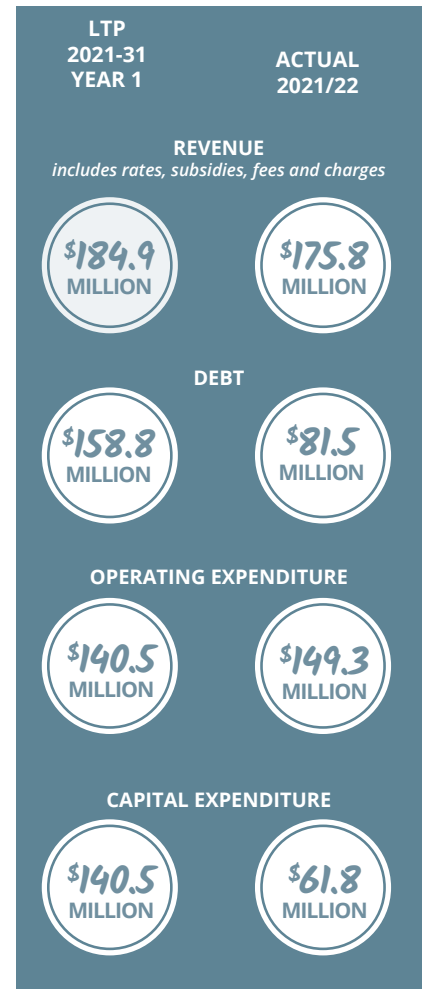 LTP
2021-31
YEAR 1
ACTUAL
2021/22
REVENUE
includes rates, subsidies, fees and charges
$184.9
MILLION
$175.8
MILLION
DEBT
$158.8
MILLION
$81.5
MILLION
OPERATING EXPENDITURE
$140.5
MILLION
$149.3
MILLION
CAPITAL EXPENDITURE
$140.5
MILLION
$61.8
MILLION